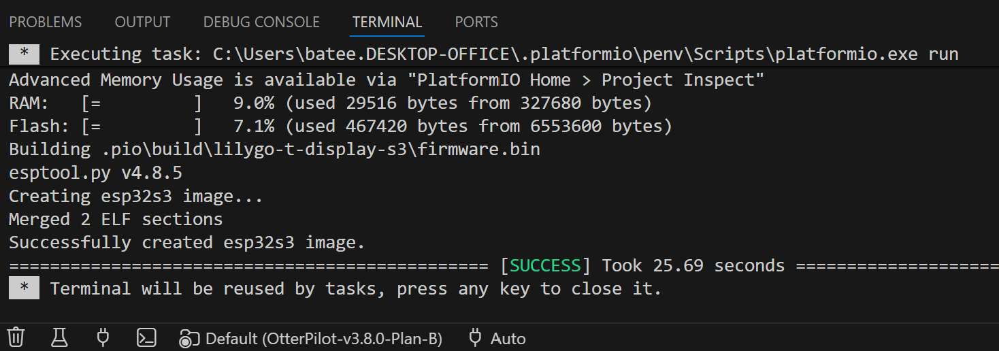 PROBLEMS OUTPUT DEBUG CONSOLE TERMINAL PORTS
* Executing task: C:\Users\batee.DESKTOP-OFFICE\.platformio\penv\Scripts\platformio.exe run
Advanced Memory Usage is available via "PlatformIO Home > Project Inspect"
RAM:   [=         ]   9.0% (used 29516 bytes from 327680 bytes)
Flash: [=         ]   7.1% (used 467420 bytes from 6553600 bytes)
Building .pio\build\lilygo-t-display-s3\firmware.bin
esptool.py v4.8.5
Creating esp32s3 image...
Merged 2 ELF sections
Successfully created esp32s3 image.
=============================================== [SUCCESS] Took 25.69 seconds ====================
* Terminal will be reused by tasks, press any key to close it.
Default (OtterPilot-v3.8.0-Plan-B) Auto